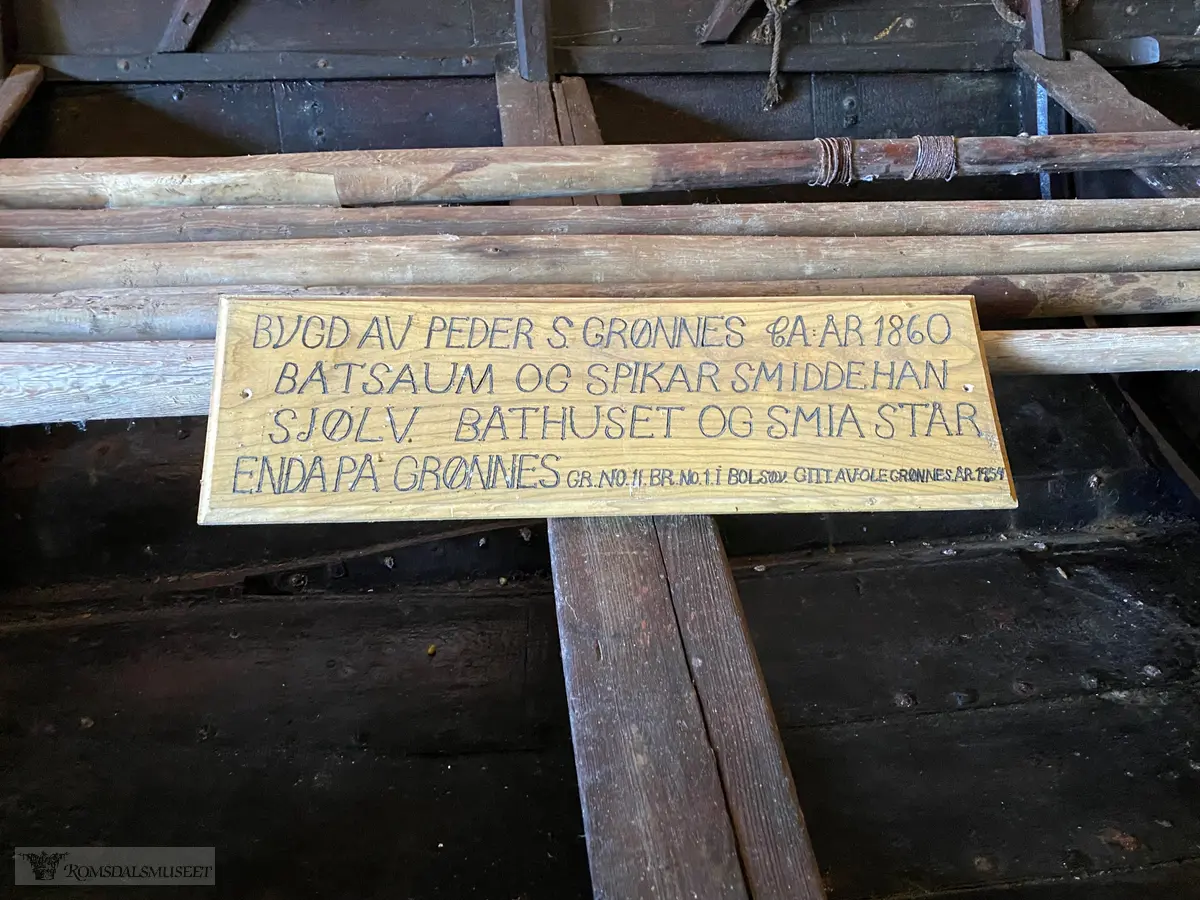 BYGD AV PEDER S. GRØNNES CA: ÅR 1860
BÅTSAUM OG SPIKAR SMIDDE HAN
SJØLV. BÅTHUSET OG SMIA STÅR
ENDA PÅ GRØNNES GR. NO. 11 BR. NO. 1. I BOLSØY. GITT AV OLE GRØNNES ÅR. 1954
ROMSDALSMUSEET